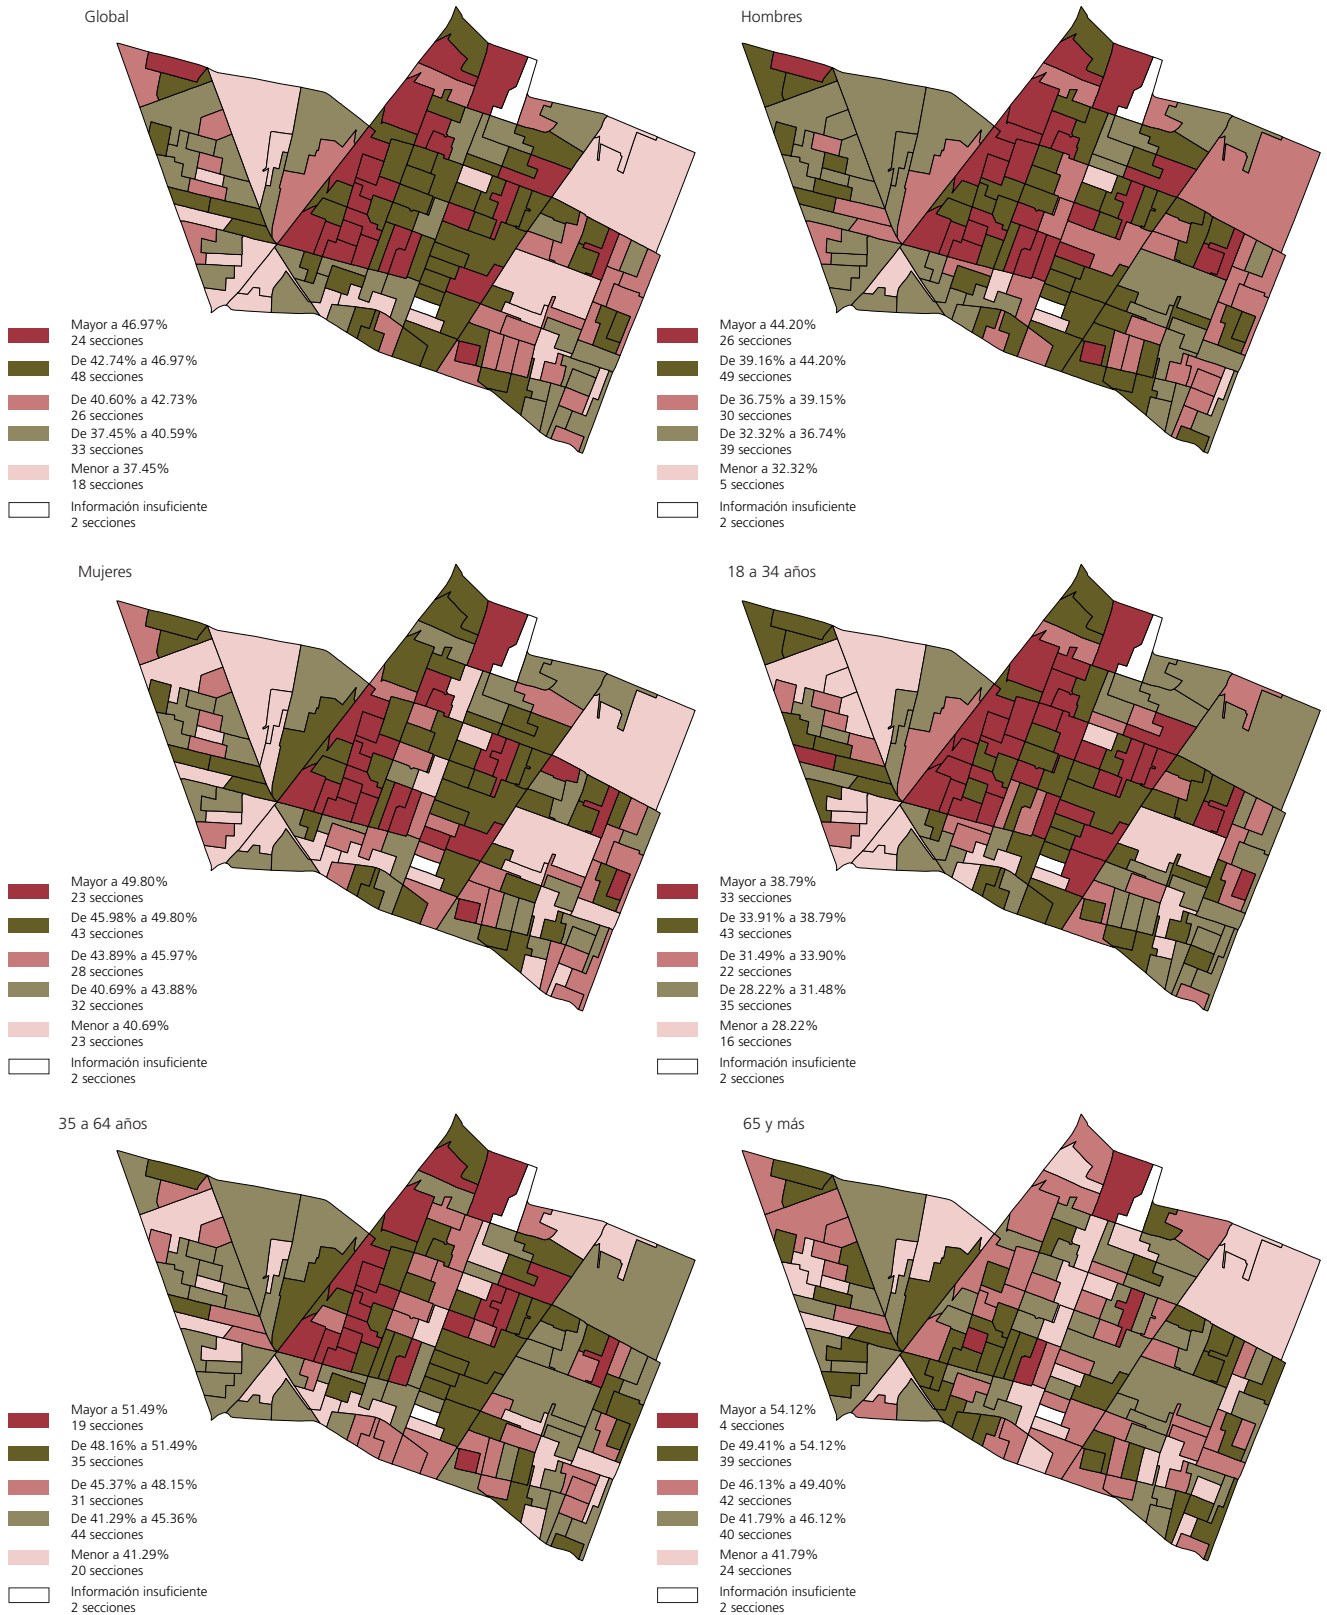 Global
Mayor a 46.97%
24 secciones
De 42.74% a 46.97%
48 secciones
De 40.60% a 42.73%
26 secciones
De 37.45% a 40.59%
33 secciones
Menor a 37.45%
18 secciones
Información insuficiente
2 secciones
Hombres
Mayor a 44.20%
26 secciones
De 39.16% a 44.20%
49 secciones
De 36.75% a 39.15%
30 secciones
De 32.32% a 36.74%
39 secciones
Menor a 32.32%
5 secciones
Información insuficiente
2 secciones
Mujeres
Mayor a 49.80%
23 secciones
De 45.98% a 49.80%
43 secciones
De 43.89% a 45.97%
28 secciones
De 40.69% a 43.88%
32 secciones
Menor a 40.69%
23 secciones
Información insuficiente
2 secciones
18 a 34 años
Mayor a 38.79%
33 secciones
De 33.91% a 38.79%
43 secciones
De 31.49% a 33.90%
22 secciones
De 28.22% a 31.48%
35 secciones
Menor a 28.22%
16 secciones
Información insuficiente
2 secciones
35 a 64 años
Mayor a 51.49%
19 secciones
De 48.16% a 51.49%
35 secciones
De 45.37% a 48.15%
31 secciones
De 41.29% a 45.36%
44 secciones
Menor a 41.29%
20 secciones
Información insuficiente
2 secciones
65 y más
Mayor a 54.12%
4 secciones
De 49.41% a 54.12%
39 secciones
De 46.13% a 49.40%
42 secciones
De 41.79% a 46.12%
40 secciones
Menor a 41.79%
24 secciones
Información insuficiente
2 secciones